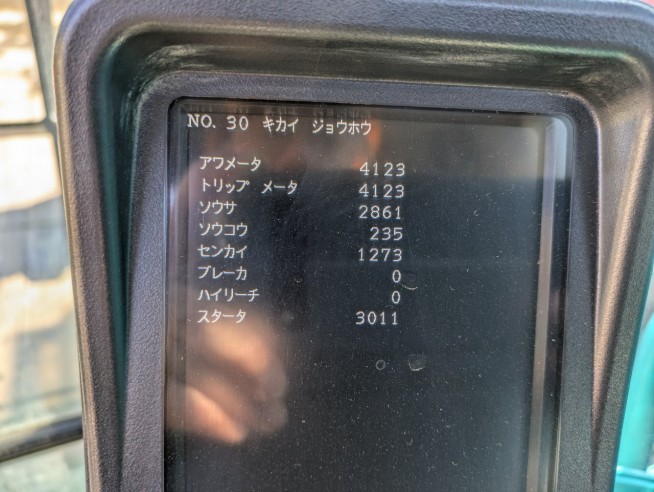 NO. 30 キカイ ジョウホウ
アワメータ 4123
トリップ メータ 4123
ソウサ 2861
ソウコウ 235
センカイ 1273
ブレーカ 0
ハイリーチ 0
スタータ 3011